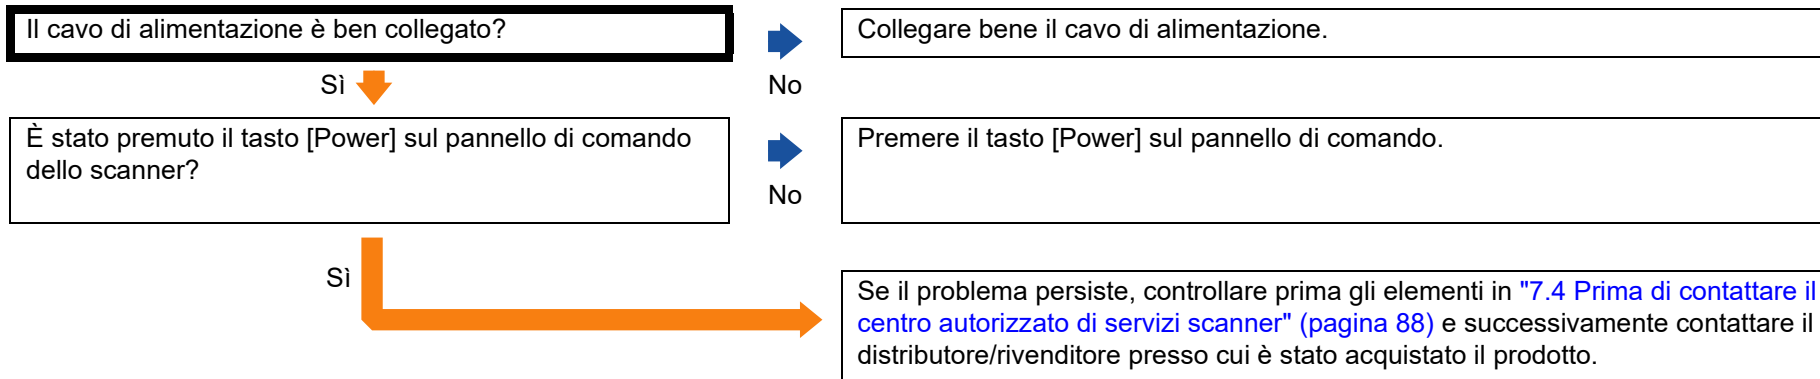 Il cavo di alimentazione è ben collegato?
Collegare bene il cavo di alimentazione.
Sì
No
È stato premuto il tasto [Power] sul pannello di comando
dello scanner?
Premere il tasto [Power] sul pannello di comando.
No
Sì
Se il problema persiste, controllare prima gli elementi in "7.4 Prima di contattare il
centro autorizzato di servizi scanner" (pagina 88) e successivamente contattare il
distributore/rivenditore presso cui è stato acquistato il prodotto.